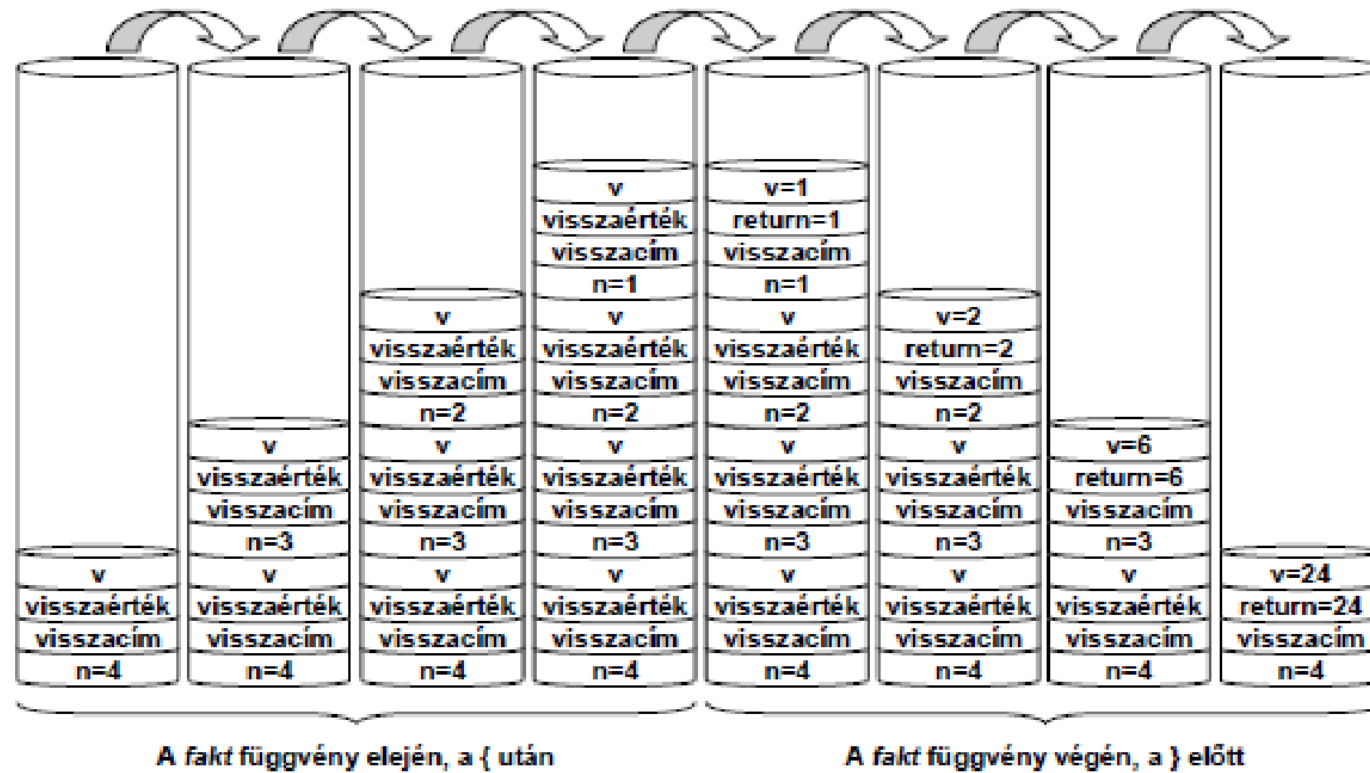 v
visszaérték
visszacím
n=4
v
visszaérték
visszacím
n=3
v
visszaérték
visszacím
n=4
v
visszaérték
visszacím
n=2
v
visszaérték
visszacím
n=3
v
visszaérték
visszacím
n=4
v
visszaérték
visszacím
n=1
v
visszaérték
visszacím
n=2
v
visszaérték
visszacím
n=3
v
visszaérték
visszacím
n=4
v=1
return=1
visszacím
n=1
v
visszaérték
visszacím
n=2
v
visszaérték
visszacím
n=3
v
visszaérték
visszacím
n=4
v=2
return=2
visszacím
n=2
v
visszaérték
visszacím
n=3
v
visszaérték
visszacím
n=4
v=6
return=6
visszacím
n=3
v
visszaérték
visszacím
n=4
v=24
return=24
visszacím
n=4
A fakt függvény elején, a { után
A fakt függvény végén, a } előtt